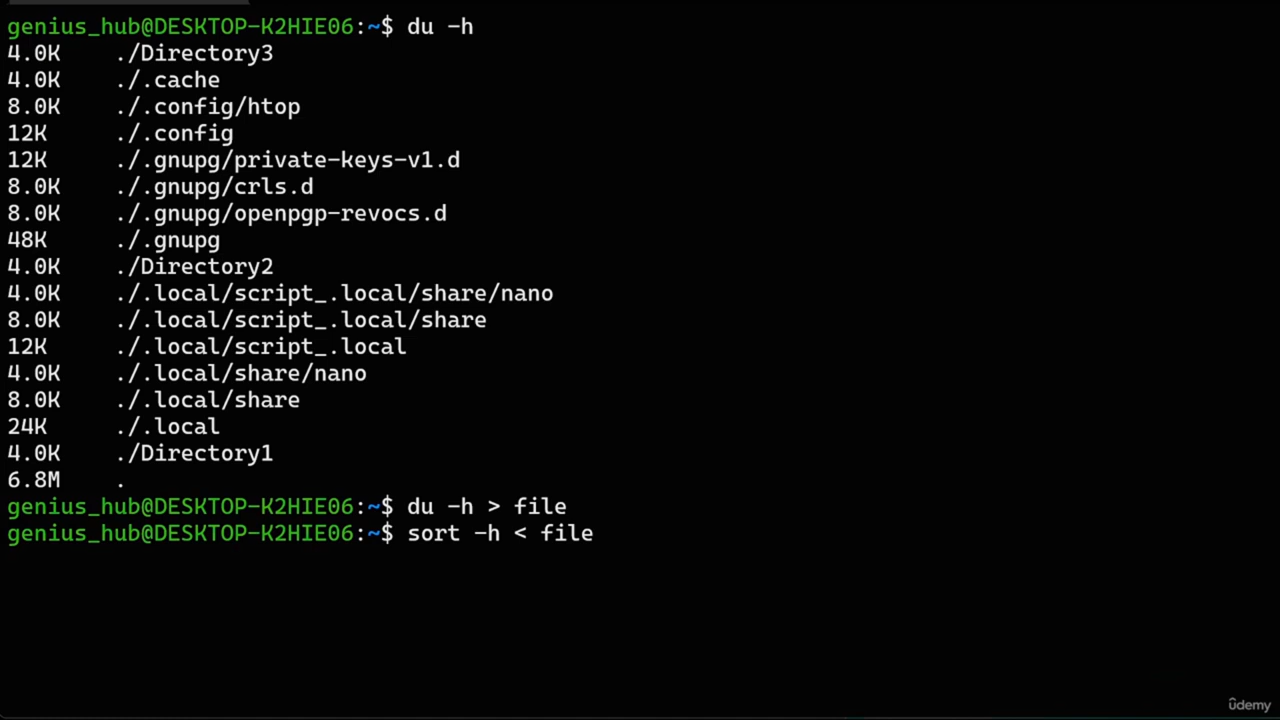 genius_hub@DESKTOP-K2HIE06:~$ du -h
4.0K    ./Directory3
4.0K    ./.cache
8.0K    ./.config/htop
12K     ./.config
12K     ./.gnupg/private-keys-v1.d
8.0K    ./.gnupg/crls.d
8.0K    ./.gnupg/openpgp-revocs.d
48K     ./.gnupg
4.0K    ./Directory2
4.0K    ./.local/script_.local/share/nano
8.0K    ./.local/script_.local/share
12K     ./.local/script_.local
4.0K    ./.local/share/nano
8.0K    ./.local/share
24K     ./.local
4.0K    ./Directory1
6.8M    .
genius_hub@DESKTOP-K2HIE06:~$ du -h > file
genius_hub@DESKTOP-K2HIE06:~$ sort -h < file
udemy